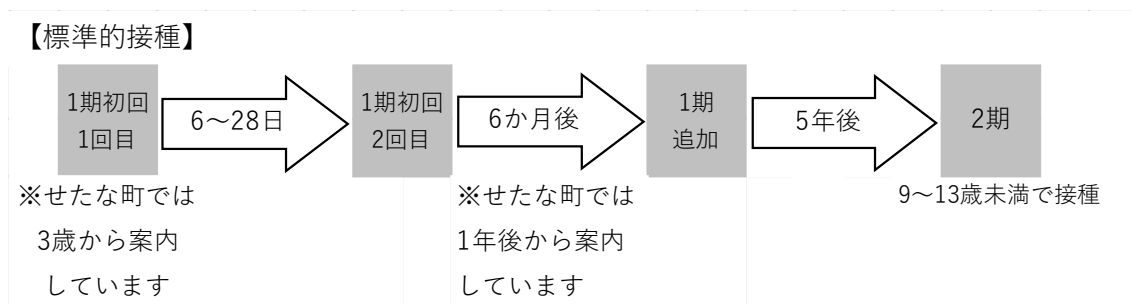 【標準的接種】
1期初回
1回目
6～28日
1期初回
2回目
6か月後
1期
追加
5年後
2期
※せたな町では
3歳から案内
しています
※せたな町では
1年後から案内
しています
9～13歳未満で接種